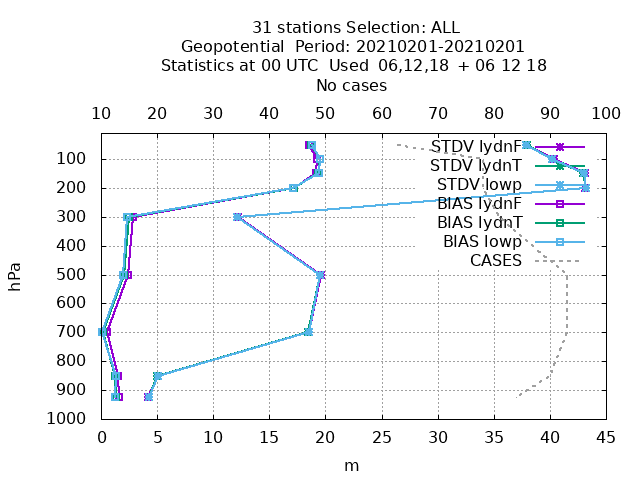 31 stations Selection: ALL
Geopotential  Period: 20210201-20210201
Statistics at 00 UTC  Used  06,12,18  + 06 12 18
No cases
10 20 30 40 50 60 70 80 90 100
STDV lydnF
100
STDV lydnT
STDV lowp
200
BIAS lydnF
300
BIAS lydnT
BIAS lowp
400
CASES
hPa
500
600
700
800
900
1000
0 5 10 15 20 25 30 35 40 45
m